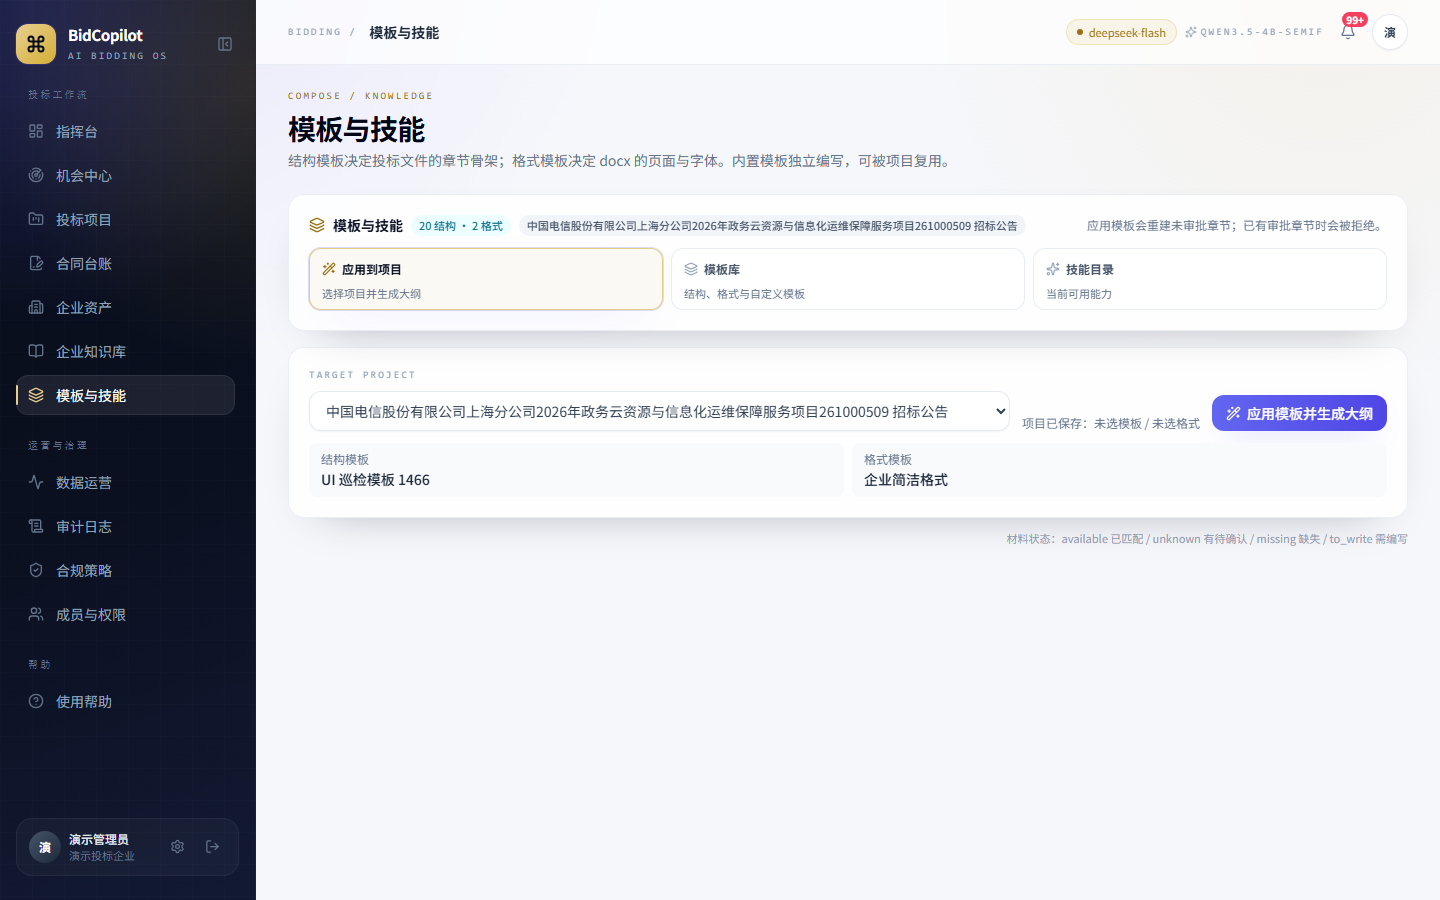 BidCopilot
AI BIDDING OS
投标工作流
指挥台
机会中心
投标项目
合同台账
企业资产
企业知识库
模板与技能
运营与治理
数据运营
审计日志
合规策略
成员与权限
帮助
使用帮助
演
演示管理员
演示投标企业
BIDDING / 模板与技能
deepseek-flash
QWEN3.5-4B-SEMIF
99+
演
COMPOSE / KNOWLEDGE
模板与技能
结构模板决定投标文件的章节骨架；格式模板决定 docx 的页面与字体。内置模板独立编写，可被项目复用。
模板与技能
20 结构 · 2 格式
中国电信股份有限公司上海分公司2026年政务云资源与信息化运维保障服务项目261000509 招标公告
应用模板会重建未审批章节；已有审批章节时会被拒绝。
应用到项目
选择项目并生成大纲
模板库
结构、格式与自定义模板
技能目录
当前可用能力
TARGET PROJECT
中国电信股份有限公司上海分公司2026年政务云资源与信息化运维保障服务项目261000509 招标公告
项目已保存：未选模板 / 未选格式
应用模板并生成大纲
结构模板
UI 巡检模板 1466
格式模板
企业简洁格式
材料状态：available 已匹配 / unknown 有待确认 / missing 缺失 / to_write 需编写